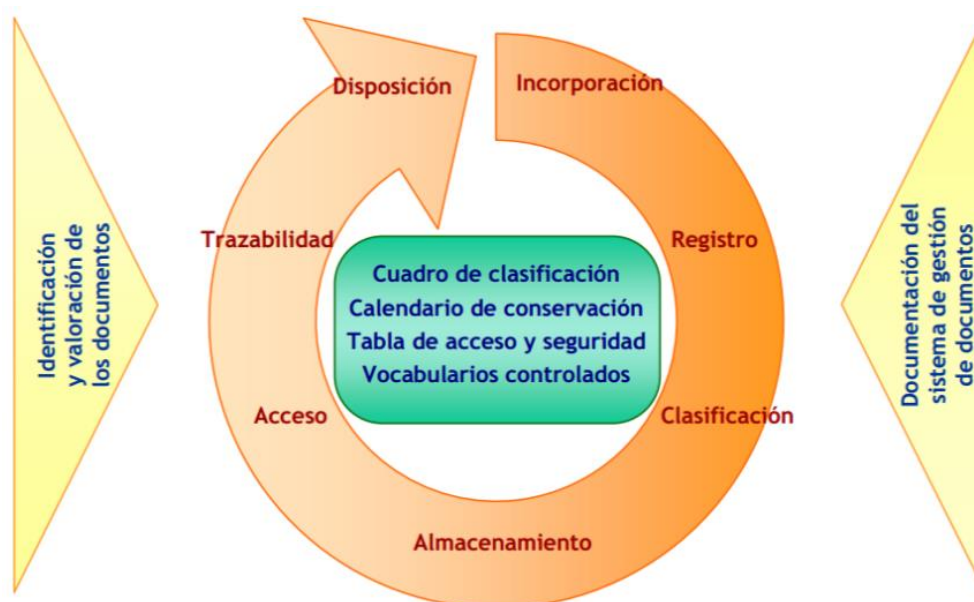 Disposición
Incorporación
Trazabilidad
Registro
Cuadro de clasificación
Calendario de conservación
Tabla de acceso y seguridad
Vocabularios controlados
Acceso
Clasificación
Almacenamiento
Identificación
y valoración de
los documentos
Documentación del
sistema de gestión
de documentos